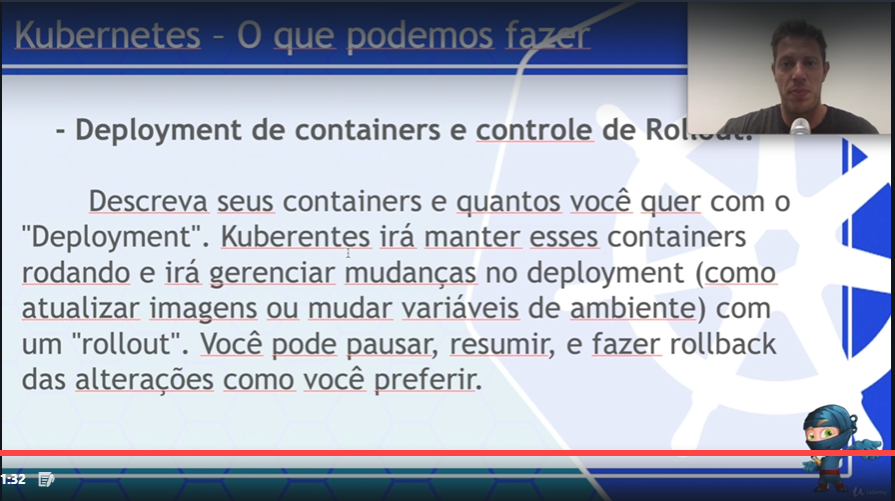 Kubernetes – O que podemos fazer
- Deployment de containers e controle de Rollout.
Descreva seus containers e quantos você quer com o
"Deployment". Kuberentes irá manter esses containers
rodando e irá gerenciar mudanças no deployment (como
atualizar imagens ou mudar variáveis de ambiente) com
um "rollout". Você pode pausar, resumir, e fazer rollback
das alterações como você preferir.
1:32